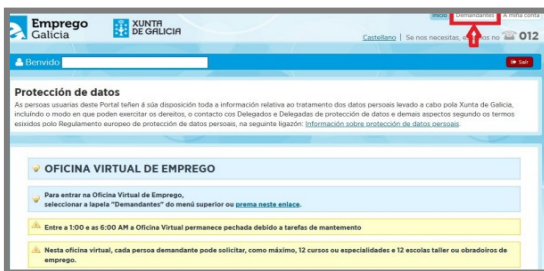 Emprego
Galicia
XUNTA
DE GALICIA
Inicio Demandantes A miña conta
Castellano | Se nos necesitas, no 012
Benvido
Sair
Protección de datos
As persoas usuarias deste Portal teñen á súa disposición toda a información relativa ao tratamento dos datos persoais levado a cabo pola Xunta de Galicia,
incluíndo o modo en que poden exercitar os dereitos, o contacto cos Delegados e Delegadas de protección de datos e demais aspectos segundo os termos
esixidos polo Regulamento europeo de protección de datos persoais, na seguinte ligazón: Información sobre protección de datos persoais.
OFICINA VIRTUAL DE EMPREGO
Para entrar na Oficina Virtual de Emprego,
seleccionar a lapela "Demandantes" do menú superior ou prema neste enlace.
Entre a 1:00 e as 6:00 AM a Oficina Virtual permanece pechada debido a tarefas de mantemento
Nesta oficina virtual, cada persoa demandante pode solicitar, como máximo, 12 cursos ou especialidades e 12 escolas taller ou obradoiros de
emprego.